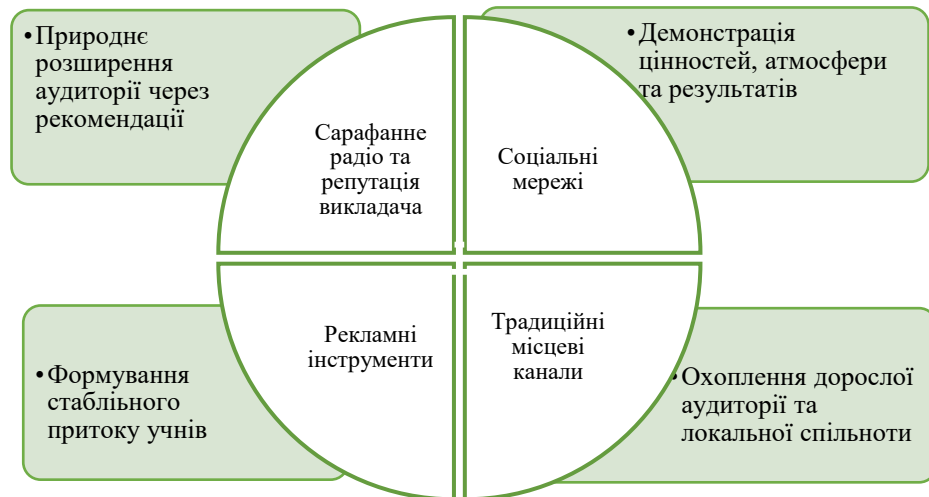 •Природнє
розширення
аудиторії через
рекомендації
Сарафанне
радіо та
репутація
викладача
Соціальні
мережі
•Демонстрація
цінностей, атмосфери
та результатів
•Формування
стабільного
притоку учнів
Рекламні
інструменти
Традиційні
місцеві
канали
•Охоплення дорослої
аудиторії та
локальної спільноти